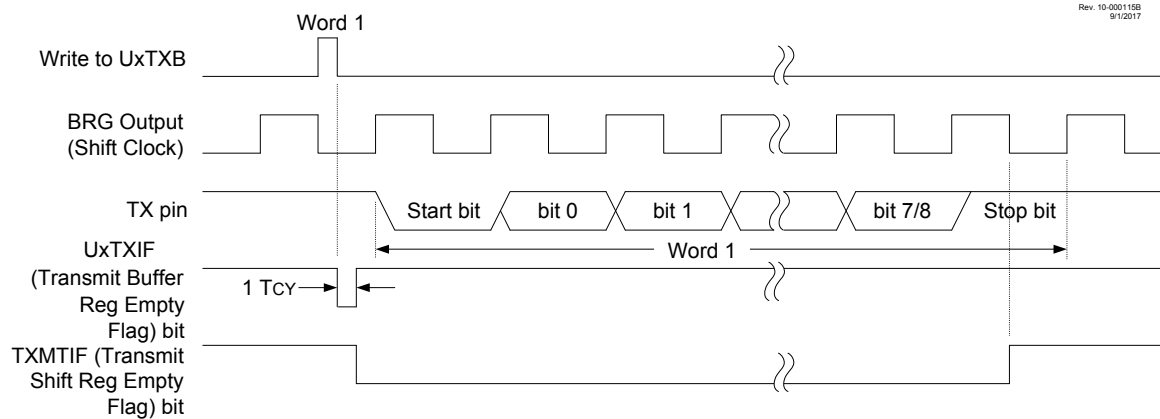 Rev. 10-000115B
9/1/2017
Word 1
Write to UxTXB
BRG Output
(Shift Clock)
TX pin
Start bit
bit 0
bit 1
bit 7/8
Stop bit
Word 1
UxTXIF
(Transmit Buffer
Reg Empty
Flag) bit
1 TCY
TXMTIF (Transmit
Shift Reg Empty
Flag) bit